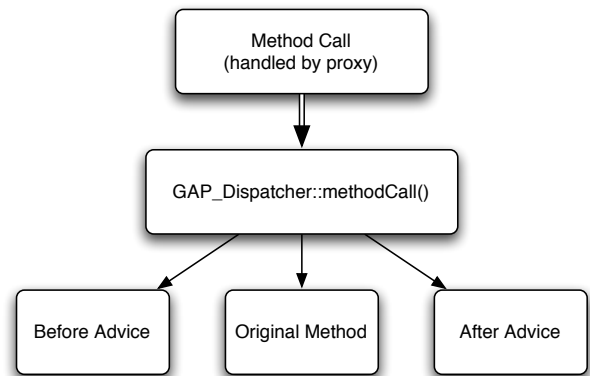 Method Call
(handled by proxy)
GAP_Dispatcher::methodCall()
Before Advice
Original Method
After Advice